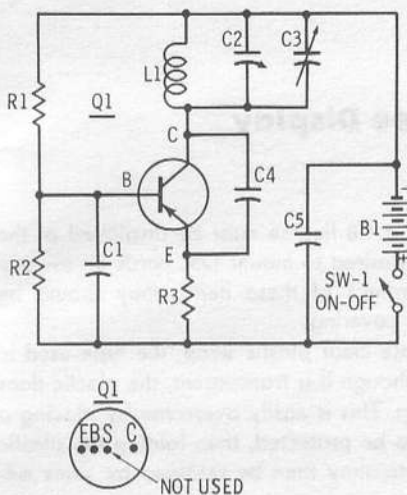 C2 C3
L1
R1 Q1
C
B C4
C5 − B1
E +
R2 C1
R3 SW-1
ON-OFF
Q1
EBS C
NOT USED